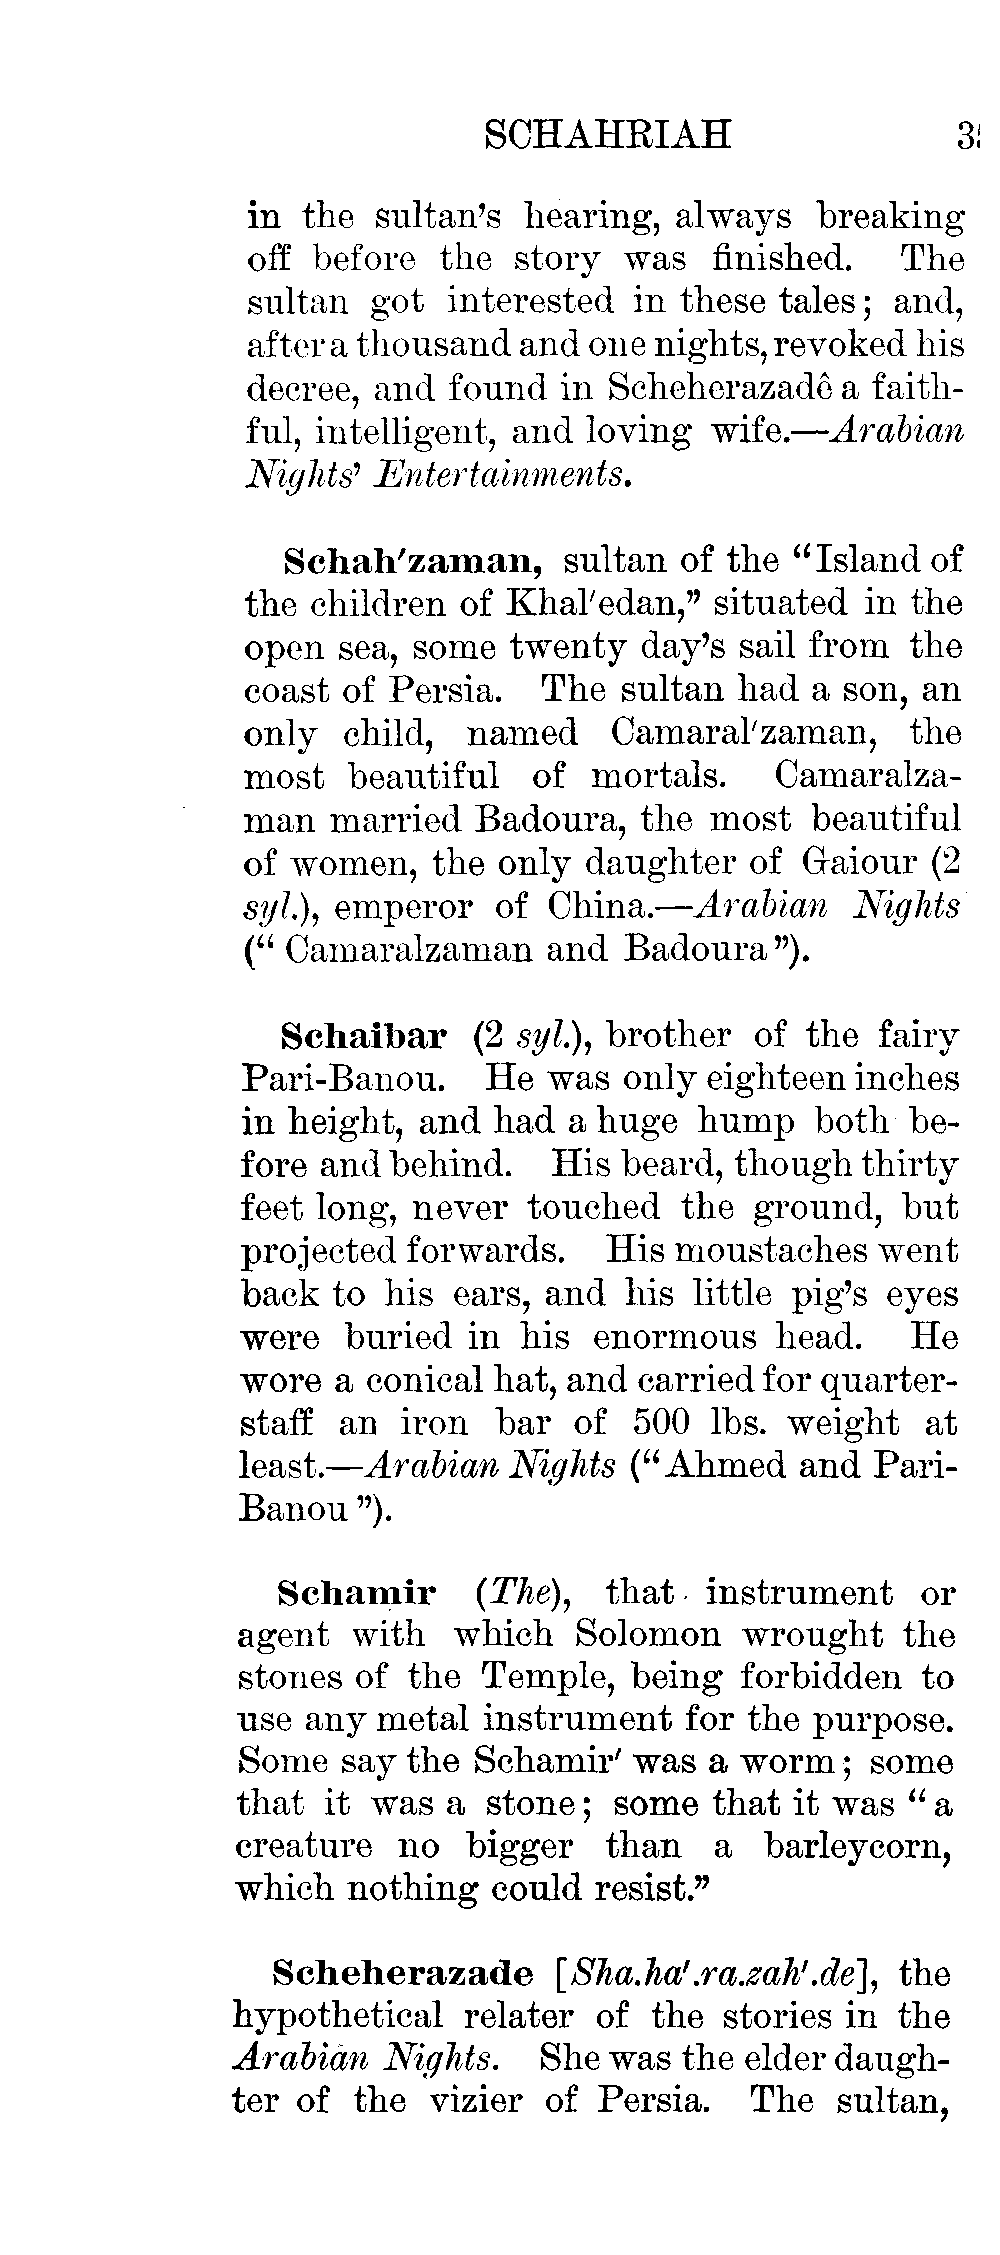 SCHAHRIAH
in the sultan's hearing, always breaking
off before the story was finished. The
sultan got interested in these tales; and,
after a thousand and one nights, revoked his
decree, and found in Scheherazadê a faith-
ful, intelligent, and loving wife.—Arabian
Nights' Entertainments.
Schah'zaman, sultan of the “Island of
the children of Khal'edan,” situated in the
open sea, some twenty day's sail from the
coast of Persia. The sultan had a son, an
only child, named Camaral'zaman, the
most beautiful of mortals. Camaralza-
man married Badoura, the most beautiful
of women, the only daughter of Gaiour (2
syl.), emperor of China.—Arabian Nights
(“Camaralzaman and Badoura”).
Schaibar (2 syl.), brother of the fairy
Pari-Banou. He was only eighteen inches
in height, and had a huge hump both be-
fore and behind. His beard, though thirty
feet long, never touched the ground, but
projected forwards. His moustaches went
back to his ears, and his little pig's eyes
were buried in his enormous head. He
wore a conical hat, and carried for quarter-
staff an iron bar of 500 lbs. weight at
least.—Arabian Nights (“Ahmed and Pari-
Banou”).
Schamir (The), that instrument or
agent with which Solomon wrought the
stones of the Temple, being forbidden to
use any metal instrument for the purpose.
Some say the Schamir' was a worm; some
that it was a stone; some that it was “a
creature no bigger than a barleycorn,
which nothing could resist.”
Scheherazade [Sha.ha'.ra.zah'.de], the
hypothetical relater of the stories in the
Arabian Nights. She was the elder daugh-
ter of the vizier of Persia. The sultan,